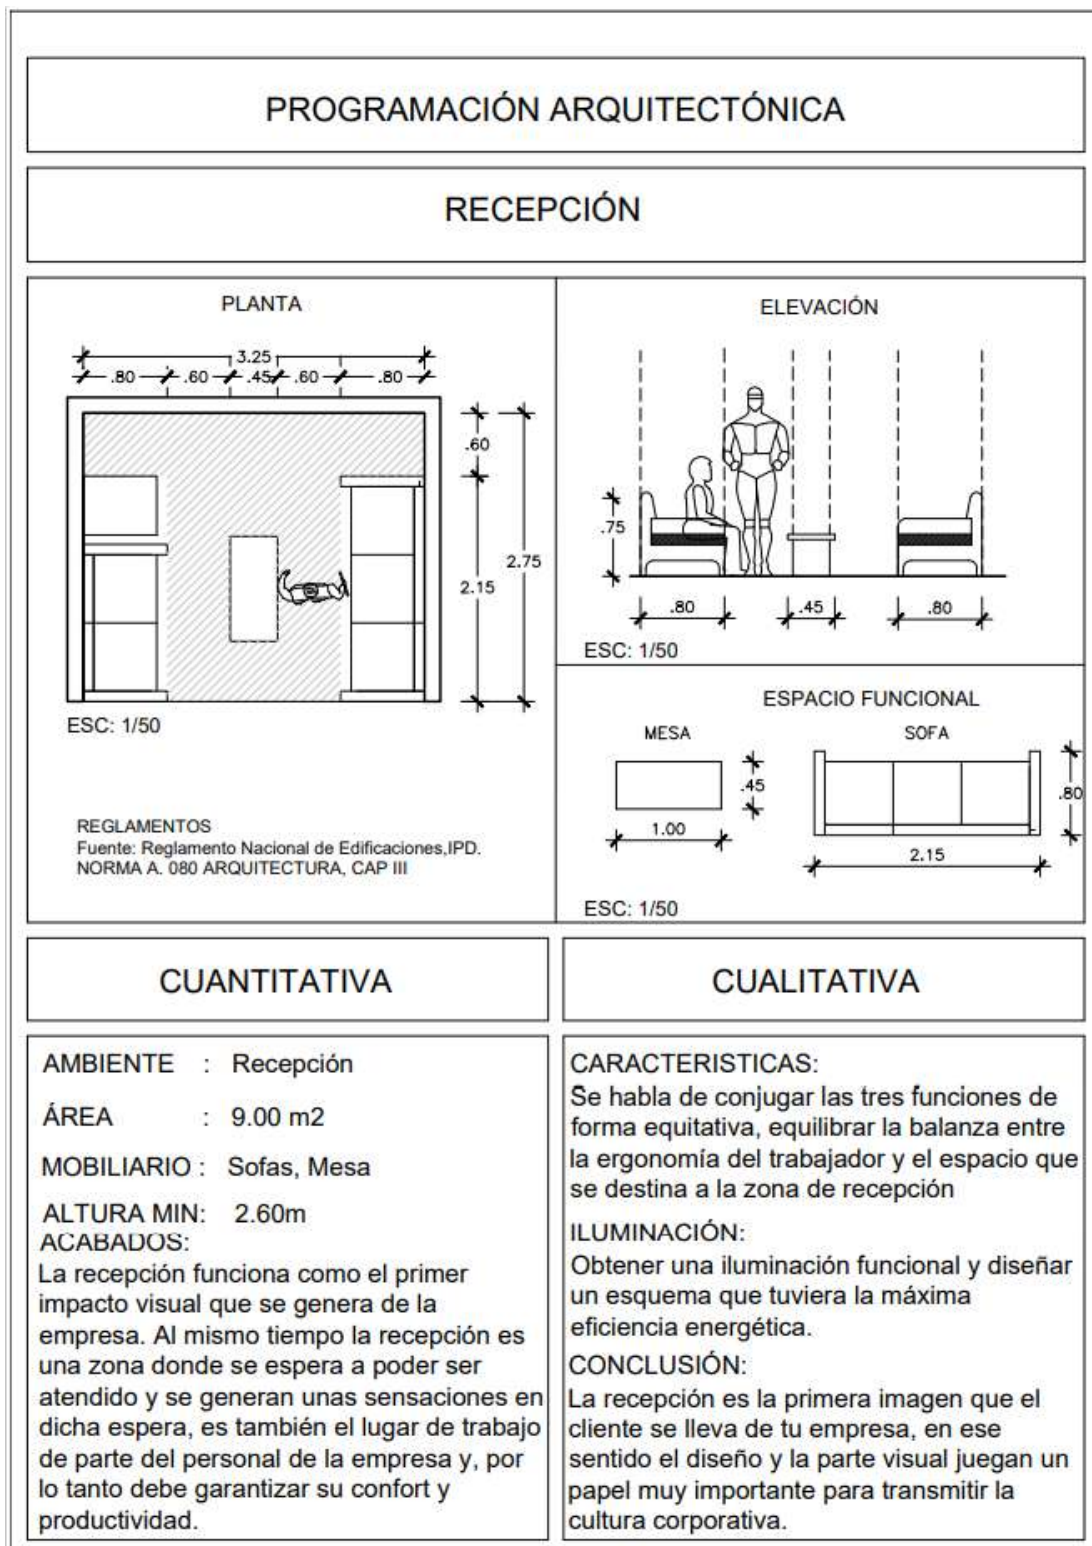 PROGRAMACIÓN ARQUITECTÓNICA
RECEPCIÓN
PLANTA
3.25
.80 .60 .45 .60 .80
.60
2.75
2.15
ESC: 1/50
REGLAMENTOS
Fuente: Reglamento Nacional de Edificaciones,IPD.
NORMA A. 080 ARQUITECTURA, CAP III
ELEVACIÓN
.75
.80 .45 .80
ESC: 1/50
ESPACIO FUNCIONAL
MESA
.45
1.00
SOFA
.80
2.15
ESC: 1/50
CUANTITATIVA
AMBIENTE : Recepción
ÁREA : 9.00 m2
MOBILIARIO : Sofas, Mesa
ALTURA MIN: 2.60m
ACABADOS:
La recepción funciona como el primer
impacto visual que se genera de la
empresa. Al mismo tiempo la recepción es
una zona donde se espera a poder ser
atendido y se generan unas sensaciones en
dicha espera, es también el lugar de trabajo
de parte del personal de la empresa y, por
lo tanto debe garantizar su confort y
productividad.
CUALITATIVA
CARACTERISTICAS:
Se habla de conjugar las tres funciones de
forma equitativa, equilibrar la balanza entre
la ergonomía del trabajador y el espacio que
se destina a la zona de recepción
ILUMINACIÓN:
Obtener una iluminación funcional y diseñar
un esquema que tuviera la máxima
eficiencia energética.
CONCLUSIÓN:
La recepción es la primera imagen que el
cliente se lleva de tu empresa, en ese
sentido el diseño y la parte visual juegan un
papel muy importante para transmitir la
cultura corporativa.